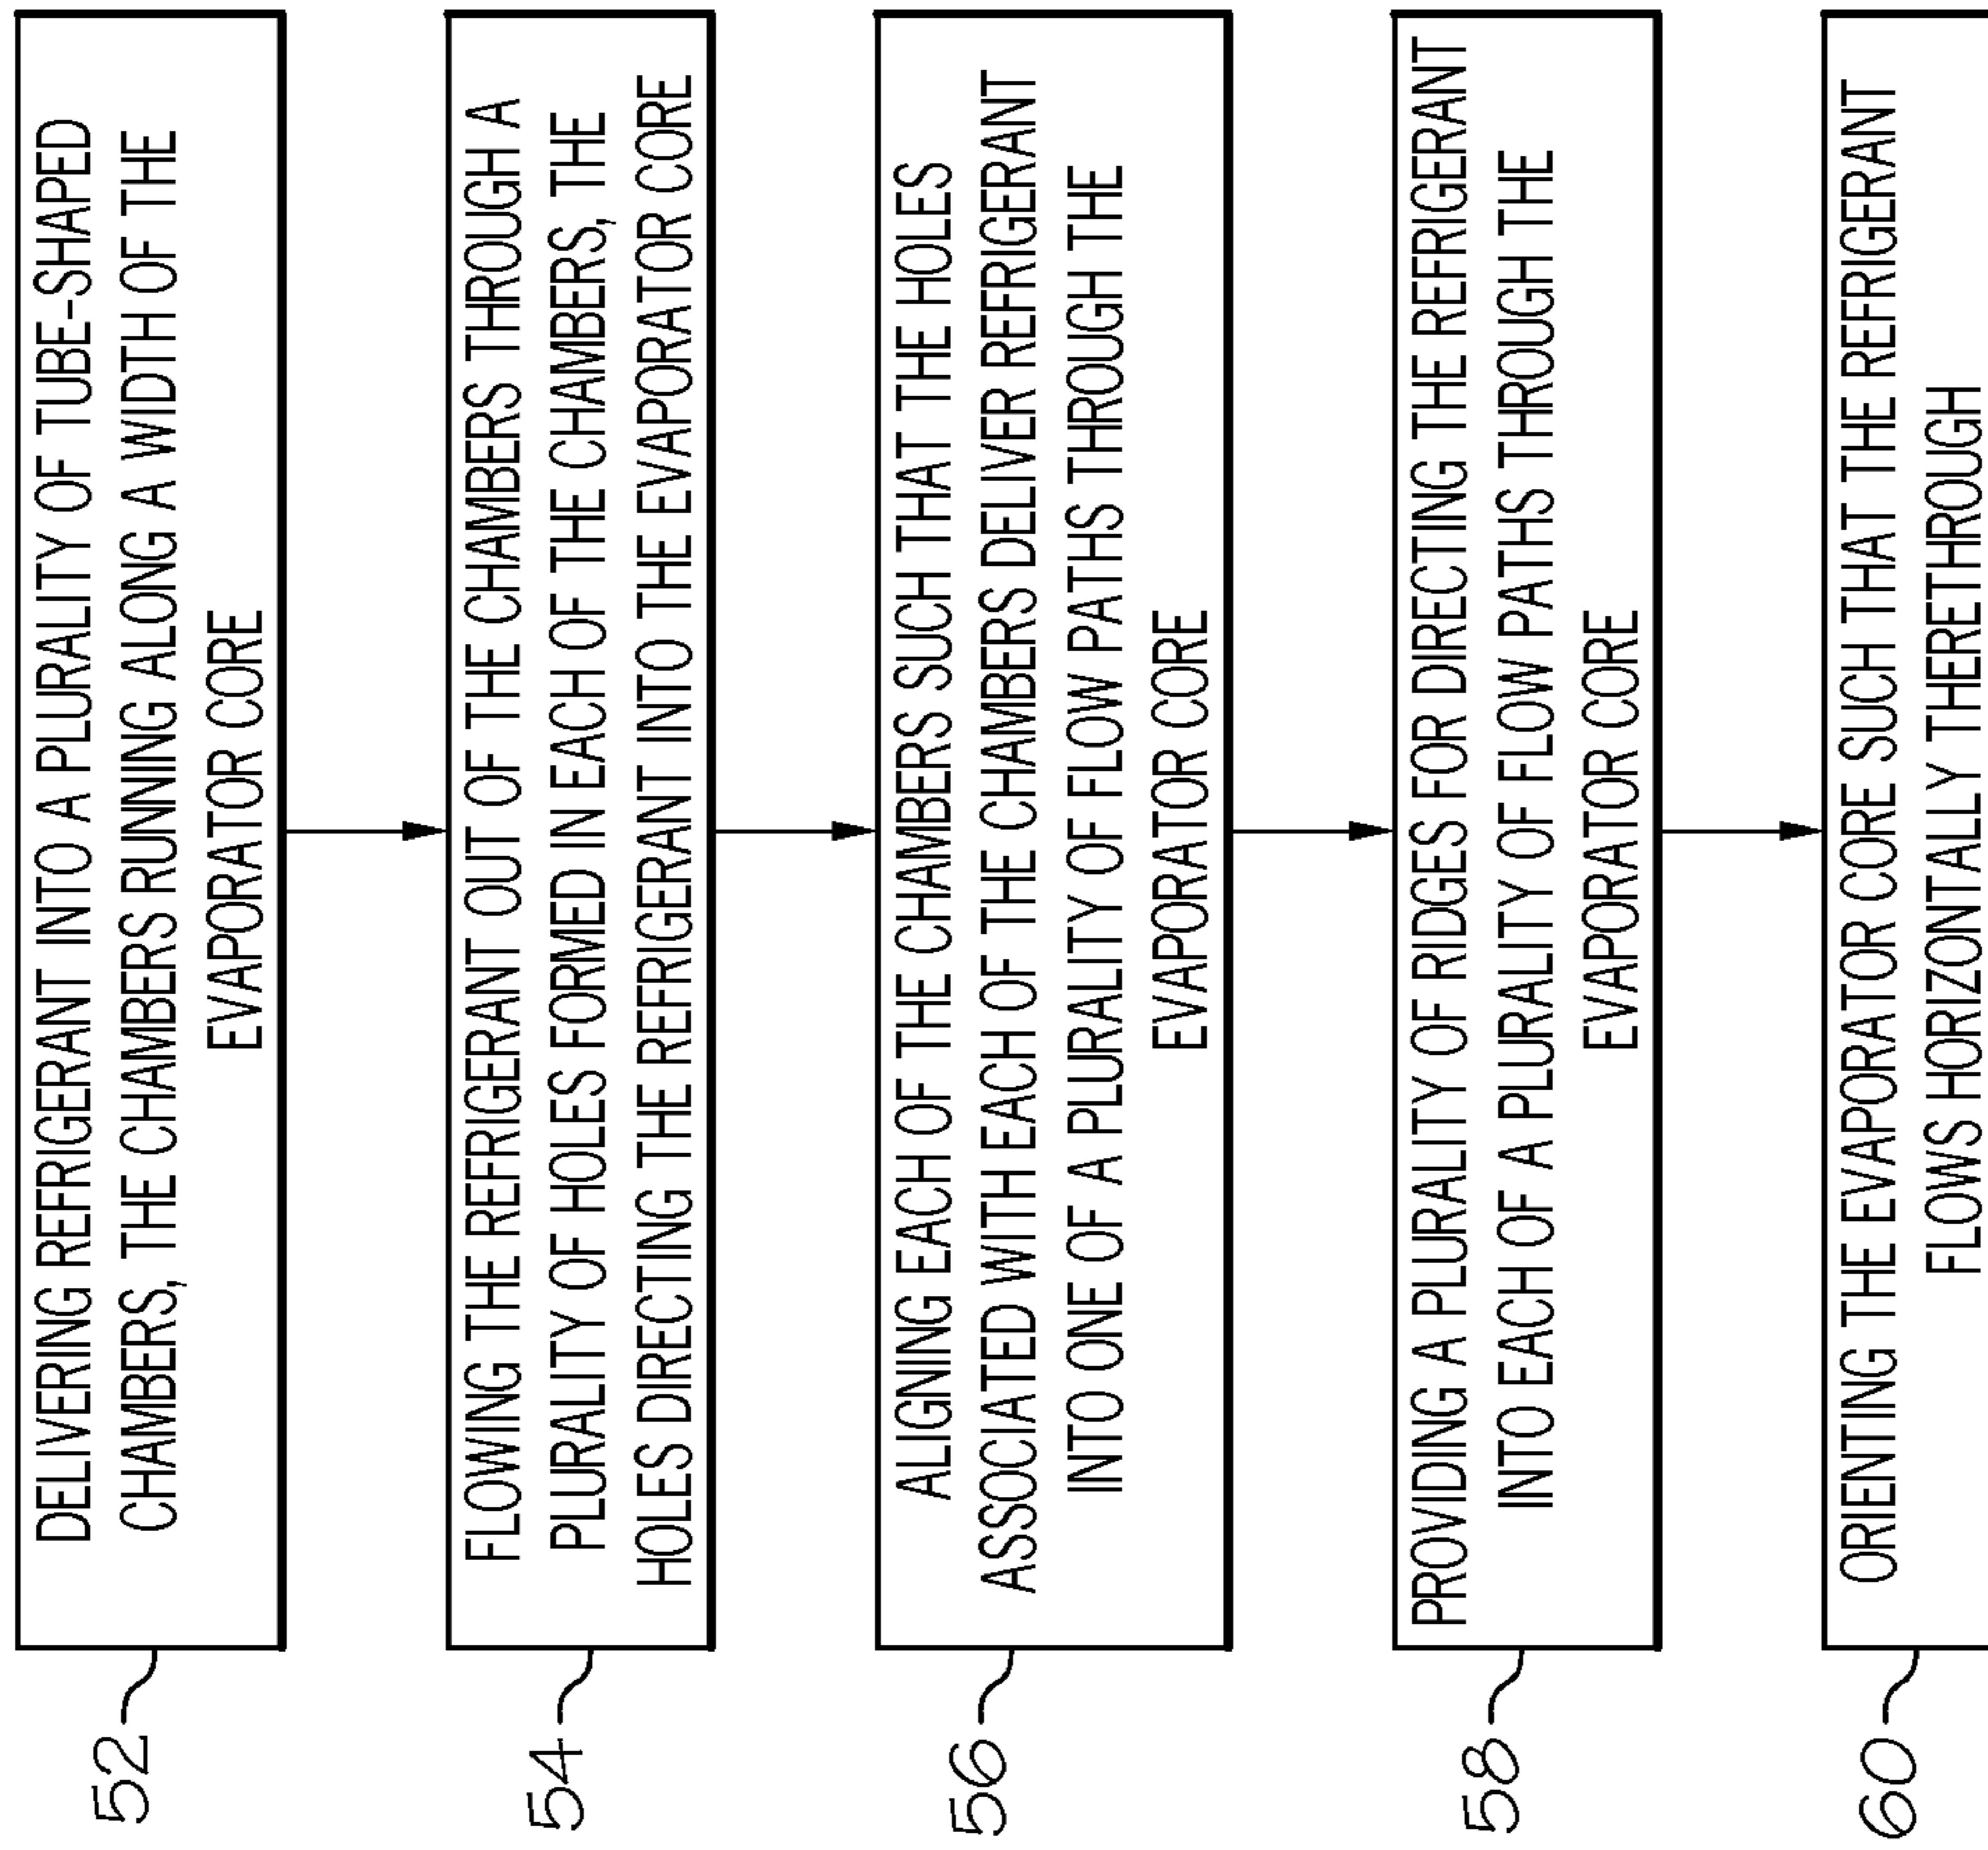 52
DELIVERING REFRIGERANT INTO A PLURALITY OF TUBE-SHAPED
CHAMBERS, THE CHAMBERS RUNNING ALONG A WIDTH OF THE
EVAPORATOR CORE
54
FLOWING THE REFRIGERANT OUT OF THE CHAMBERS THROUGH A
PLURALITY OF HOLES FORMED IN EACH OF THE CHAMBERS, THE
HOLES DIRECTING THE REFRIGERANT INTO THE EVAPORATOR CORE
56
ALIGNING EACH OF THE CHAMBERS SUCH THAT THE HOLES
ASSOCIATED WITH EACH OF THE CHAMBERS DELIVER REFRIGERANT
INTO ONE OF A PLURALITY OF FLOW PATHS THROUGH THE
EVAPORATOR CORE
58
PROVIDING A PLURALITY OF RIDGES FOR DIRECTING THE REFRIGERANT
INTO EACH OF A PLURALITY OF FLOW PATHS THROUGH THE
EVAPORATOR CORE
60
ORIENTING THE EVAPORATOR CORE SUCH THAT THE REFRIGERANT
FLOWS HORIZONTALLY THERETHROUGH